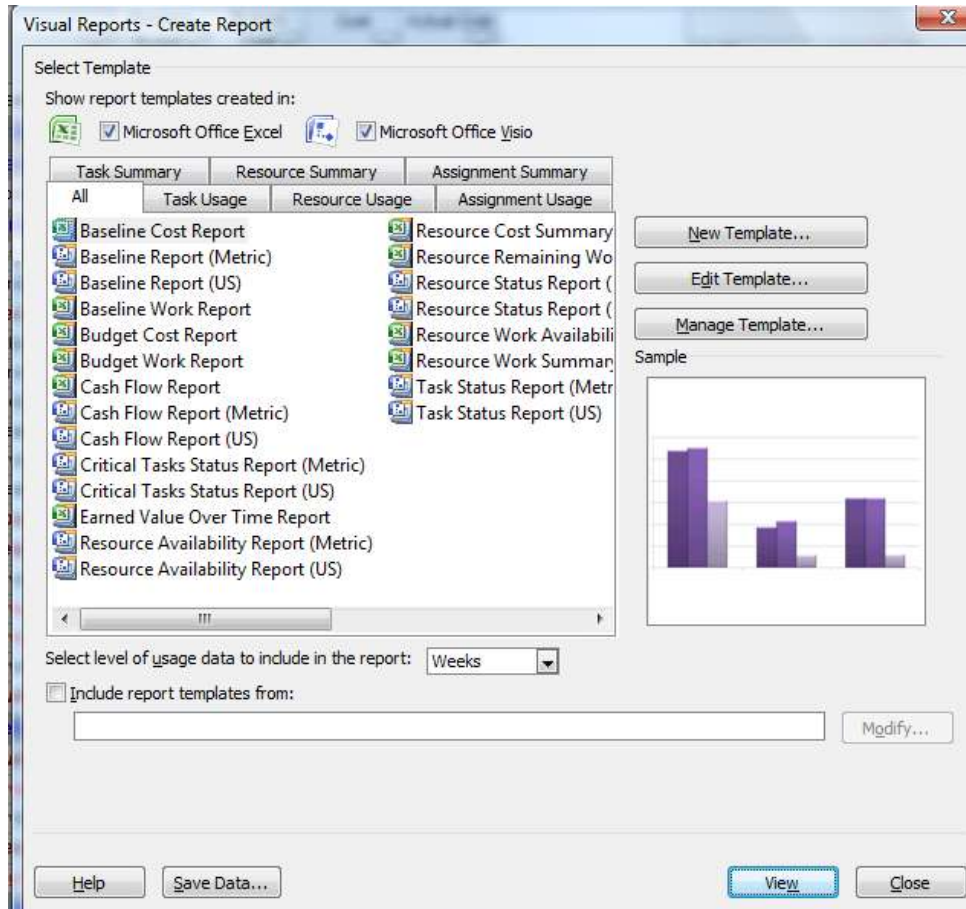 Visual Reports - Create Report
Select Template
Show report templates created in:
Microsoft Office Excel Microsoft Office Visio
Task Summary Resource Summary Assignment Summary
All Task Usage Resource Usage Assignment Usage
Baseline Cost Report
Baseline Report (Metric)
Baseline Report (US)
Baseline Work Report
Budget Cost Report
Budget Work Report
Cash Flow Report
Cash Flow Report (Metric)
Cash Flow Report (US)
Critical Tasks Status Report (Metric)
Critical Tasks Status Report (US)
Earned Value Over Time Report
Resource Availability Report (Metric)
Resource Availability Report (US)
Resource Cost Summary
Resource Remaining Wo
Resource Status Report (
Resource Status Report (
Resource Work Availabili
Resource Work Summar
Task Status Report (Metr
Task Status Report (US)
New Template...
Edit Template...
Manage Template...
Sample
Select level of usage data to include in the report: Weeks
Include report templates from:
Modify...
Help Save Data... View Close